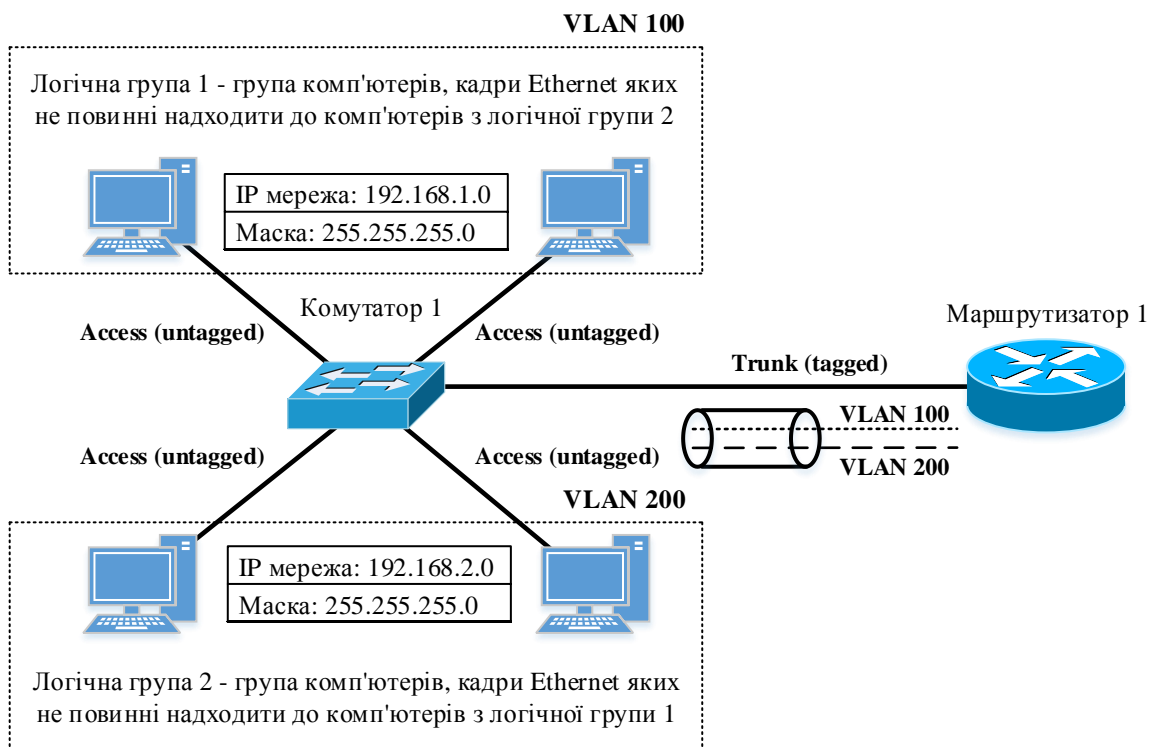 VLAN 100
Логічна група 1 - група комп'ютерів, кадри Ethernet яких
не повинні надходити до комп'ютерів з логічної групи 2
IP мережа: 192.168.1.0
Маска: 255.255.255.0
Комутатор 1
Маршрутизатор 1
Access (untagged)
Access (untagged)
Trunk (tagged)
VLAN 100
VLAN 200
Access (untagged)
Access (untagged)
VLAN 200
IP мережа: 192.168.2.0
Маска: 255.255.255.0
Логічна група 2 - група комп'ютерів, кадри Ethernet яких
не повинні надходити до комп'ютерів з логічної групи 1